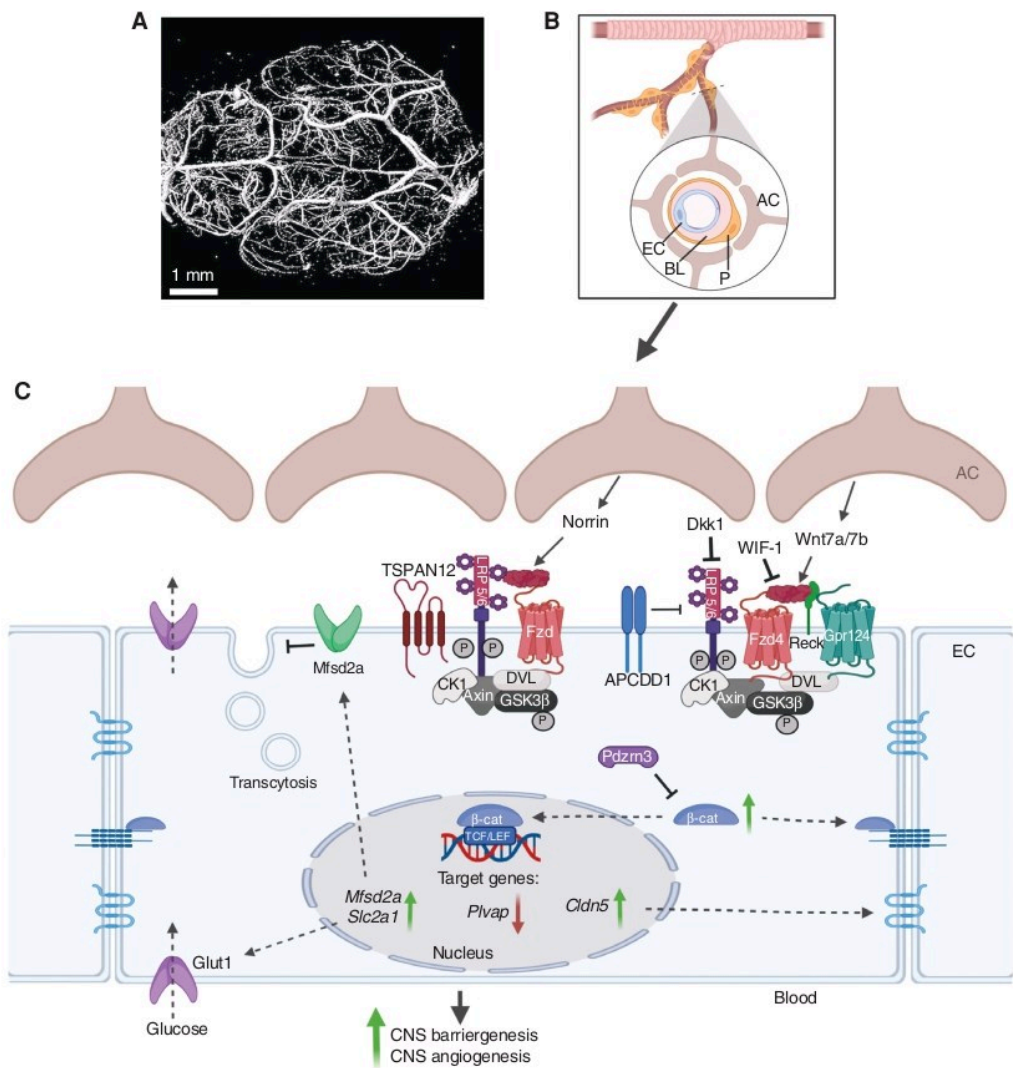 A
1 mm
B
AC
EC
BL
P
C
AC
Norrin
Dkk1
WIF-1
Wnt7a/7b
TSPAN12
LRP 5/6
LRP 5/6
Mfsd2a
Fzd
Fzd4
Reck
Gpr124
EC
P
P
P
P
APCDD1
CK1
Axin
DVL
GSK3β
P
CK1
Axin
DVL
GSK3β
P
Transcytosis
Pdzrn3
β-cat
β-cat
TCF/LEF
Target genes:
Mfsd2a
Slc2a1
Plvap
Cldn5
Nucleus
Glut1
Glucose
Blood
CNS barriergenesis
CNS angiogenesis